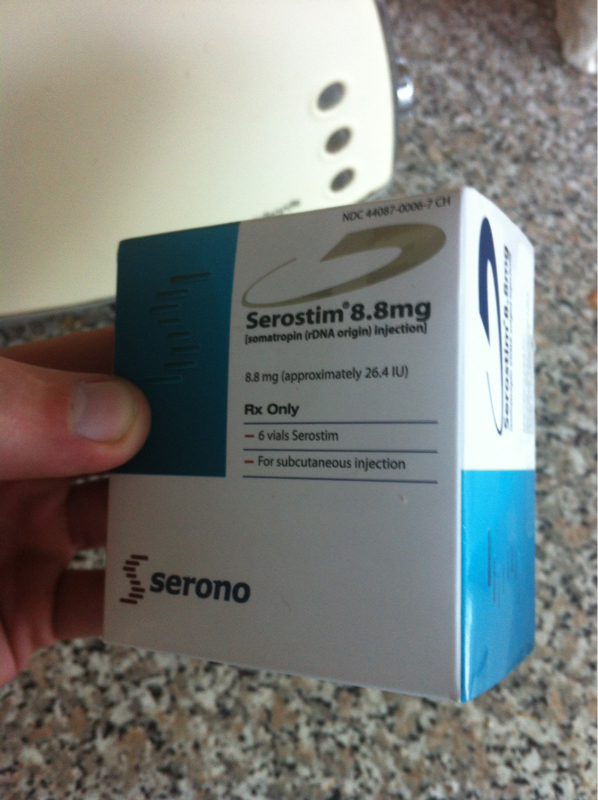 NDC 44087-0006-7 CH
Serostim® 8.8mg
[somatropin (rDNA origin) injection]
8.8 mg (approximately 26.4 IU)
Rx Only
– 6 vials Serostim
– For subcutaneous injection
serono
Serostim® 8.8mg